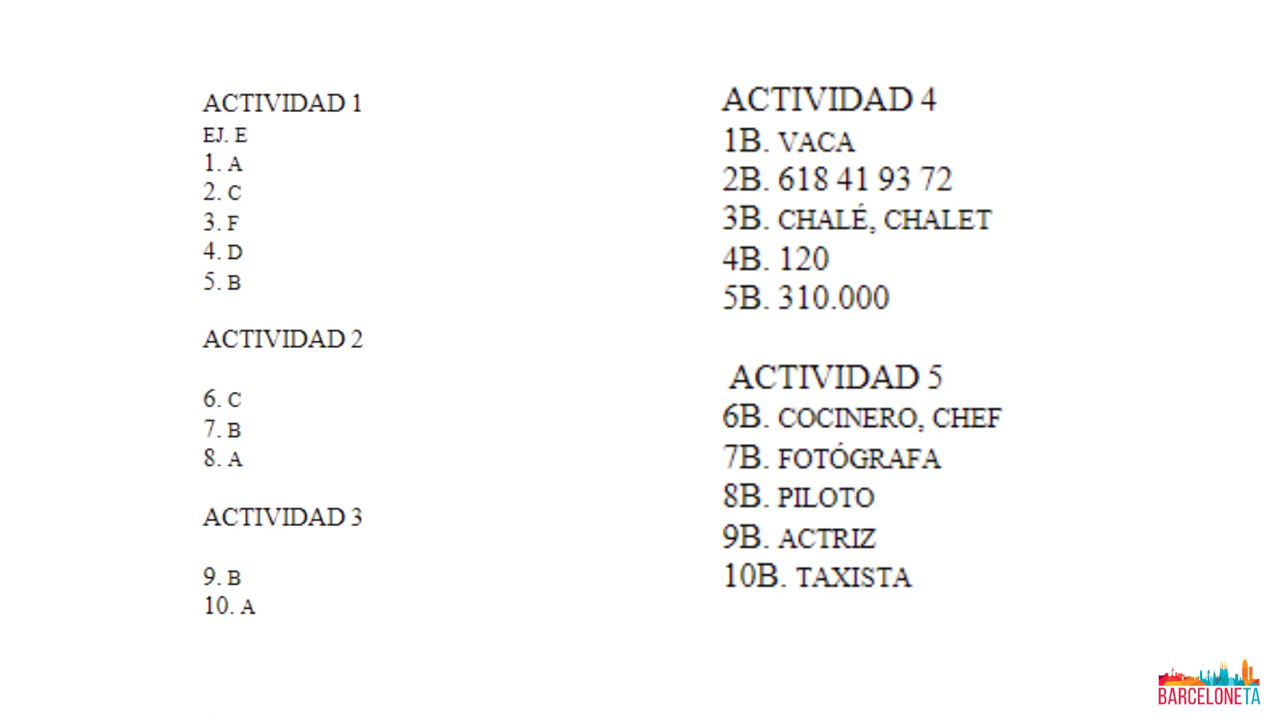 ACTIVIDAD 1
EJ. E
1. A
2. C
3. F
4. D
5. B
ACTIVIDAD 2
6. C
7. B
8. A
ACTIVIDAD 3
9. B
10. A
ACTIVIDAD 4
1B. VACA
2B. 618 41 93 72
3B. CHALÉ, CHALET
4B. 120
5B. 310.000
ACTIVIDAD 5
6B. COCINERO, CHEF
7B. FOTÓGRAFA
8B. PILOTO
9B. ACTRIZ
10B. TAXISTA
BARCELONETA